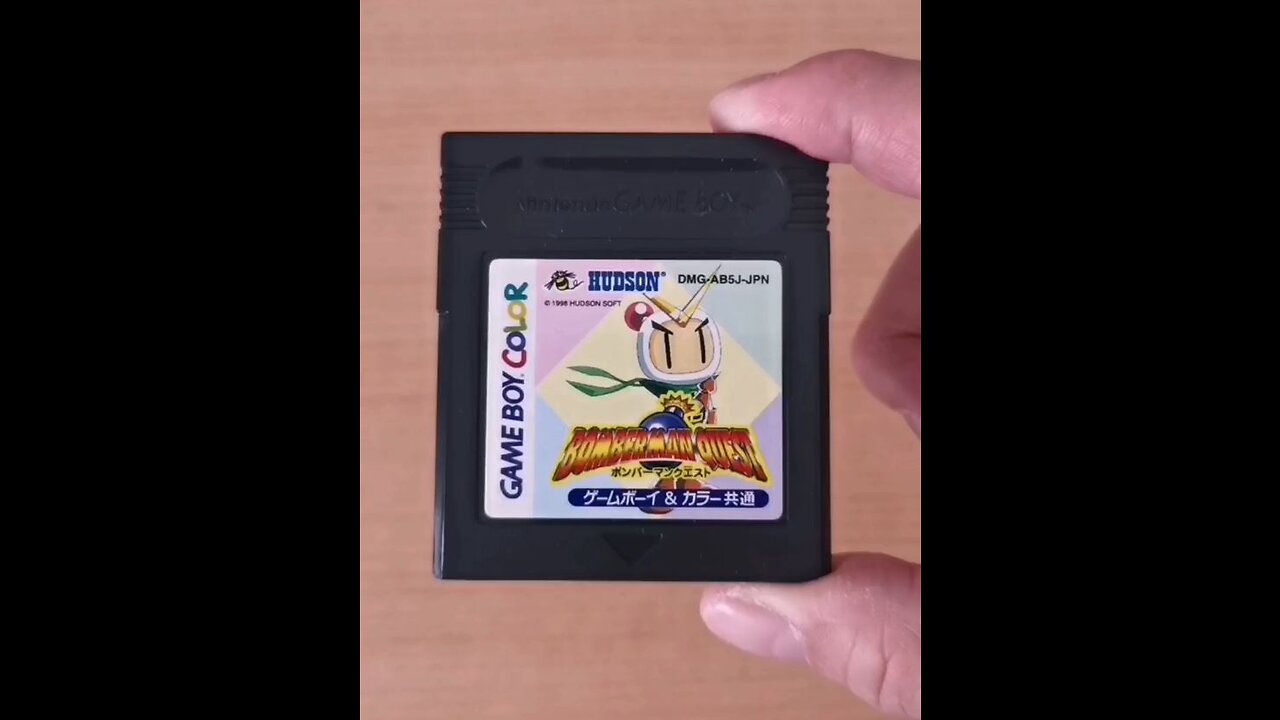 Nintendo GAME BOY
HUDSON®
DMG-AB5J-JPN
© 1998 HUDSON SOFT
GAME BOY COLOR
BOMBERMAN QUEST
ボンバーマンクエスト
ゲームボーイ & カラー共通